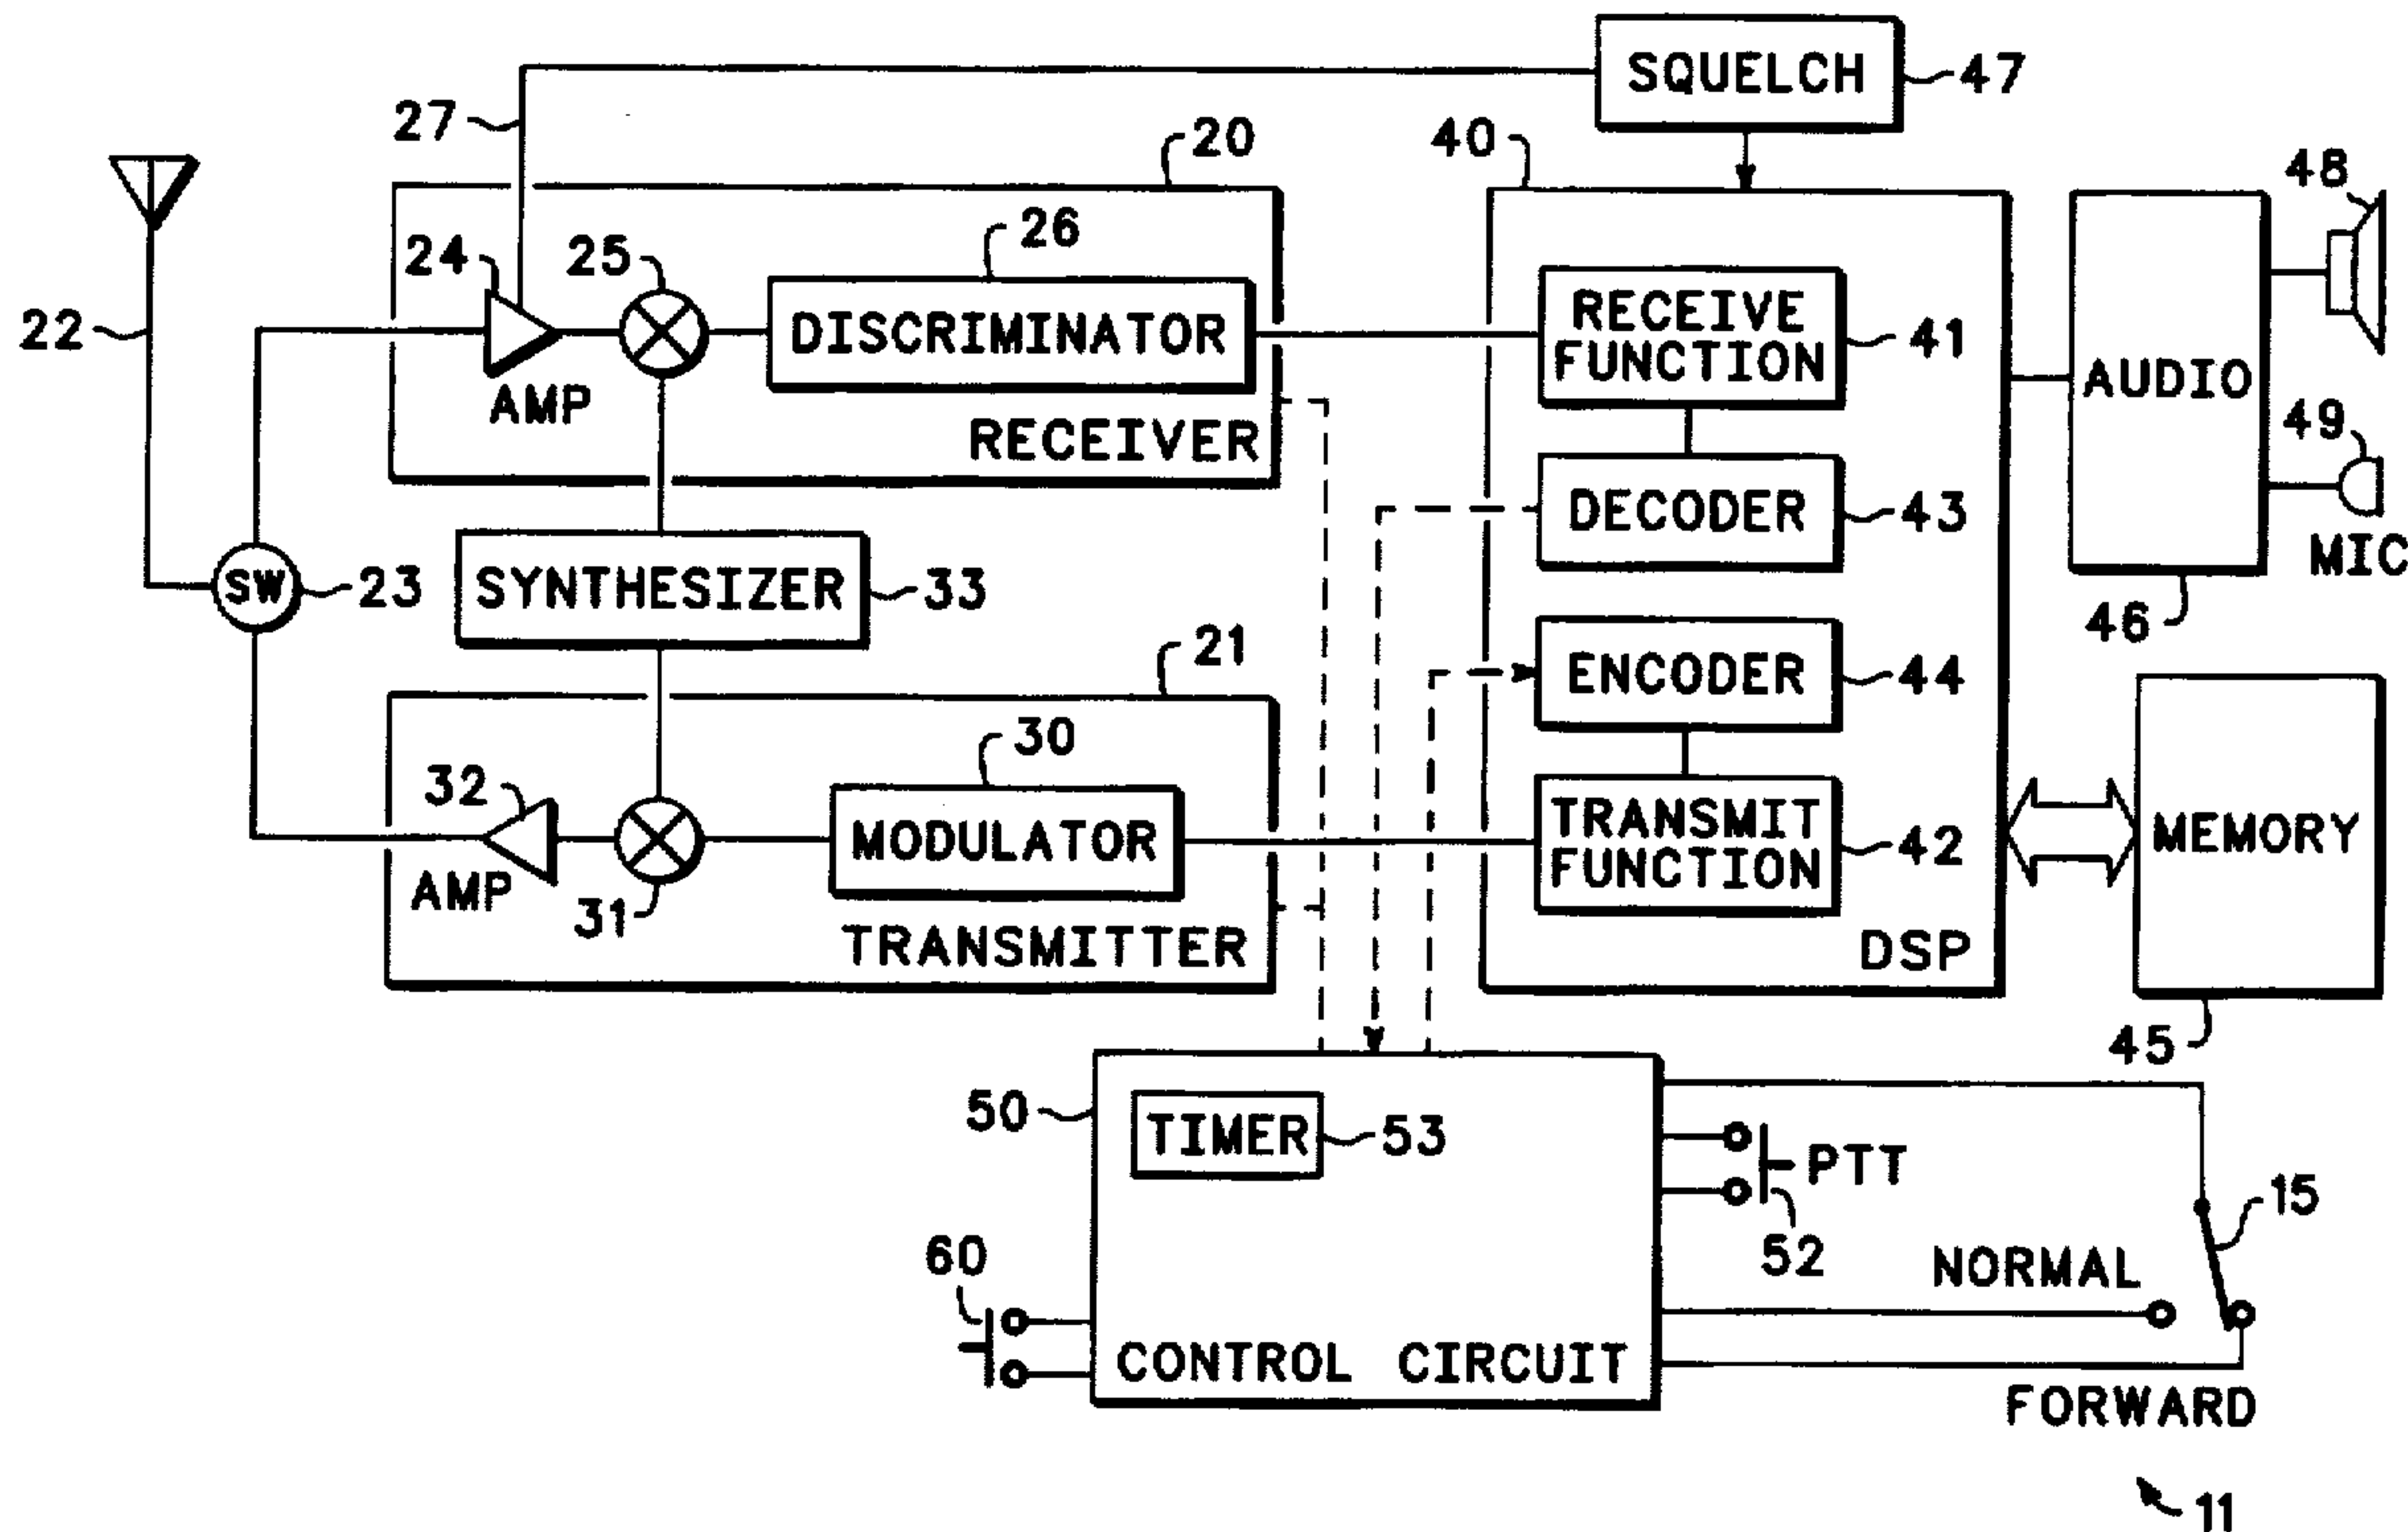 SQUELCH
47
27
20
40
48
24
25
26
22
DISCRIMINATOR
RECEIVE
FUNCTION
41
AUDIO
AMP
RECEIVER
49
DECODER
43
MIC
SW
23
SYNTHESIZER
33
46
21
ENCODER
44
30
32
MODULATOR
TRANSMIT
FUNCTION
42
MEMORY
AMP
31
TRANSMITTER
DSP
45
50
TIMER
53
PTT
15
52
60
NORMAL
CONTROL CIRCUIT
FORWARD
11